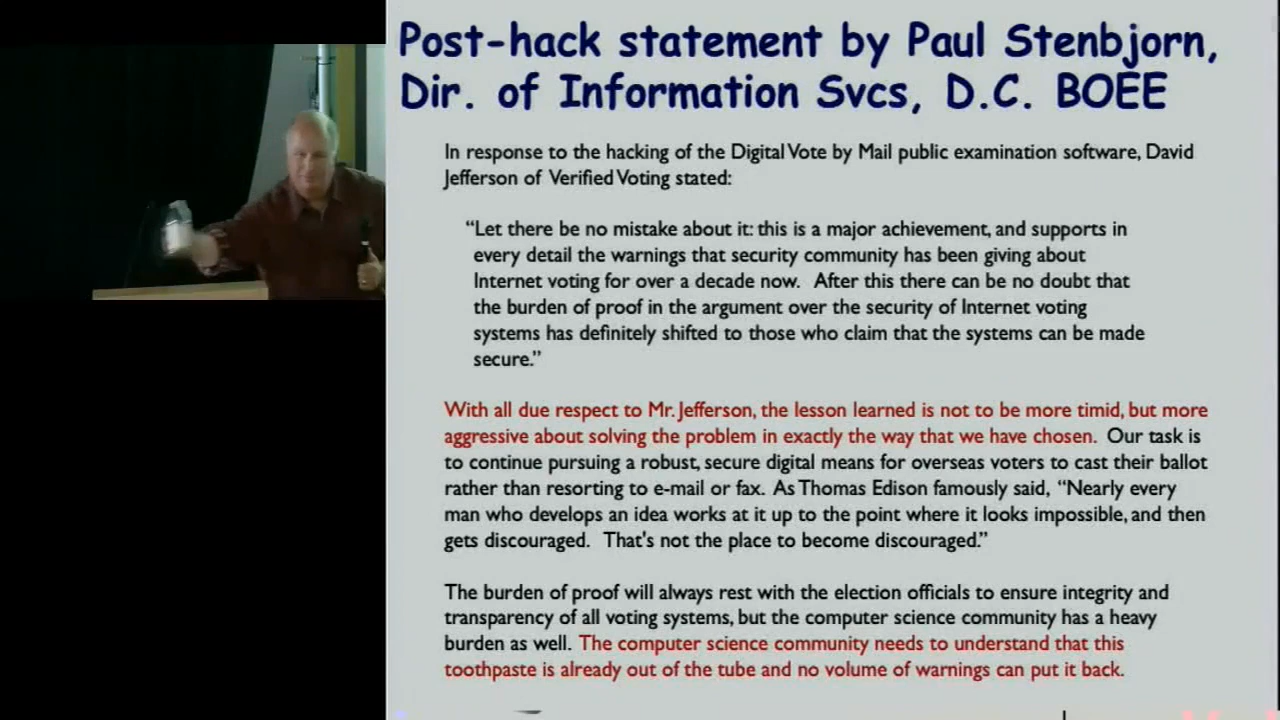 Post-hack statement by Paul Stenbjorn,
Dir. of Information Svcs, D.C. BOEE
In response to the hacking of the Digital Vote by Mail public examination software, David
Jefferson of Verified Voting stated:
“Let there be no mistake about it: this is a major achievement, and supports in
every detail the warnings that security community has been giving about
Internet voting for over a decade now. After this there can be no doubt that
the burden of proof in the argument over the security of Internet voting
systems has definitely shifted to those who claim that the systems can be made
secure.”
With all due respect to Mr. Jefferson, the lesson learned is not to be more timid, but more
aggressive about solving the problem in exactly the way that we have chosen. Our task is
to continue pursuing a robust, secure digital means for overseas voters to cast their ballot
rather than resorting to e-mail or fax. As Thomas Edison famously said, “Nearly every
man who develops an idea works at it up to the point where it looks impossible, and then
gets discouraged. That's not the place to become discouraged.”
The burden of proof will always rest with the election officials to ensure integrity and
transparency of all voting systems, but the computer science community has a heavy
burden as well. The computer science community needs to understand that this
toothpaste is already out of the tube and no volume of warnings can put it back.